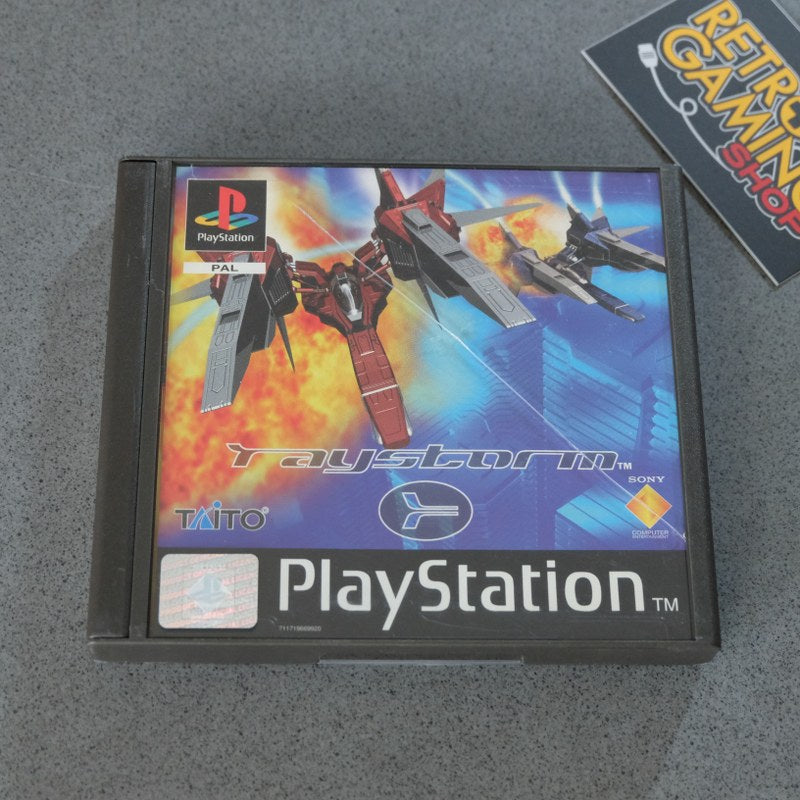 RETRO
GAMING
SHOP
PlayStation
PAL
raystorm™
TAITO®
SONY
COMPUTER
ENTERTAINMENT
PlayStation™